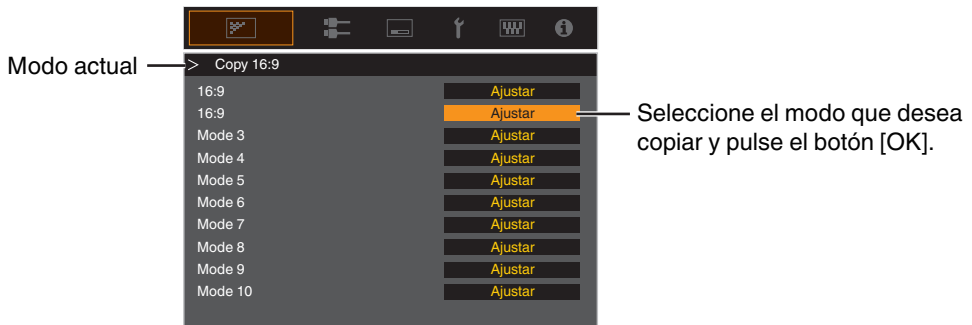 Modo actual
> Copy 16:9
16:9 Ajustar
16:9 Ajustar
Mode 3 Ajustar
Mode 4 Ajustar
Mode 5 Ajustar
Mode 6 Ajustar
Mode 7 Ajustar
Mode 8 Ajustar
Mode 9 Ajustar
Mode 10 Ajustar
Seleccione el modo que desea
copiar y pulse el botón [OK].